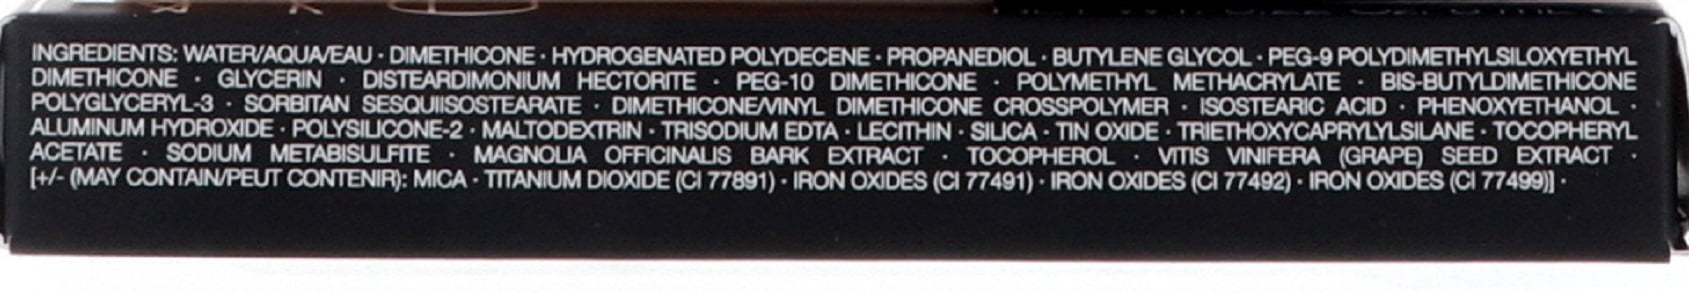 INGREDIENTS: WATER/AQUA/EAU · DIMETHICONE · HYDROGENATED POLYDECENE · PROPANEDIOL · BUTYLENE GLYCOL · PEG-9 POLYDIMETHYLSILOXYETHYL
DIMETHICONE · GLYCERIN · DISTEARDIMONIUM HECTORITE · PEG-10 DIMETHICONE · POLYMETHYL METHACRYLATE · BIS-BUTYLDIMETHICONE
POLYGLYCERYL-3 · SORBITAN SESQUIISOSTEARATE · DIMETHICONE/VINYL DIMETHICONE CROSSPOLYMER · ISOSTEARIC ACID · PHENOXYETHANOL ·
ALUMINUM HYDROXIDE · POLYSILICONE-2 · MALTODEXTRIN · TRISODIUM EDTA · LECITHIN · SILICA · TIN OXIDE · TRIETHOXYCAPRYLYLSILANE · TOCOPHERYL
ACETATE · SODIUM METABISULFITE · MAGNOLIA OFFICINALIS BARK EXTRACT · TOCOPHEROL · VITIS VINIFERA (GRAPE) SEED EXTRACT ·
[+/- (MAY CONTAIN/PEUT CONTENIR): MICA · TITANIUM DIOXIDE (CI 77891) · IRON OXIDES (CI 77491) · IRON OXIDES (CI 77492) · IRON OXIDES (CI 77499)] ·